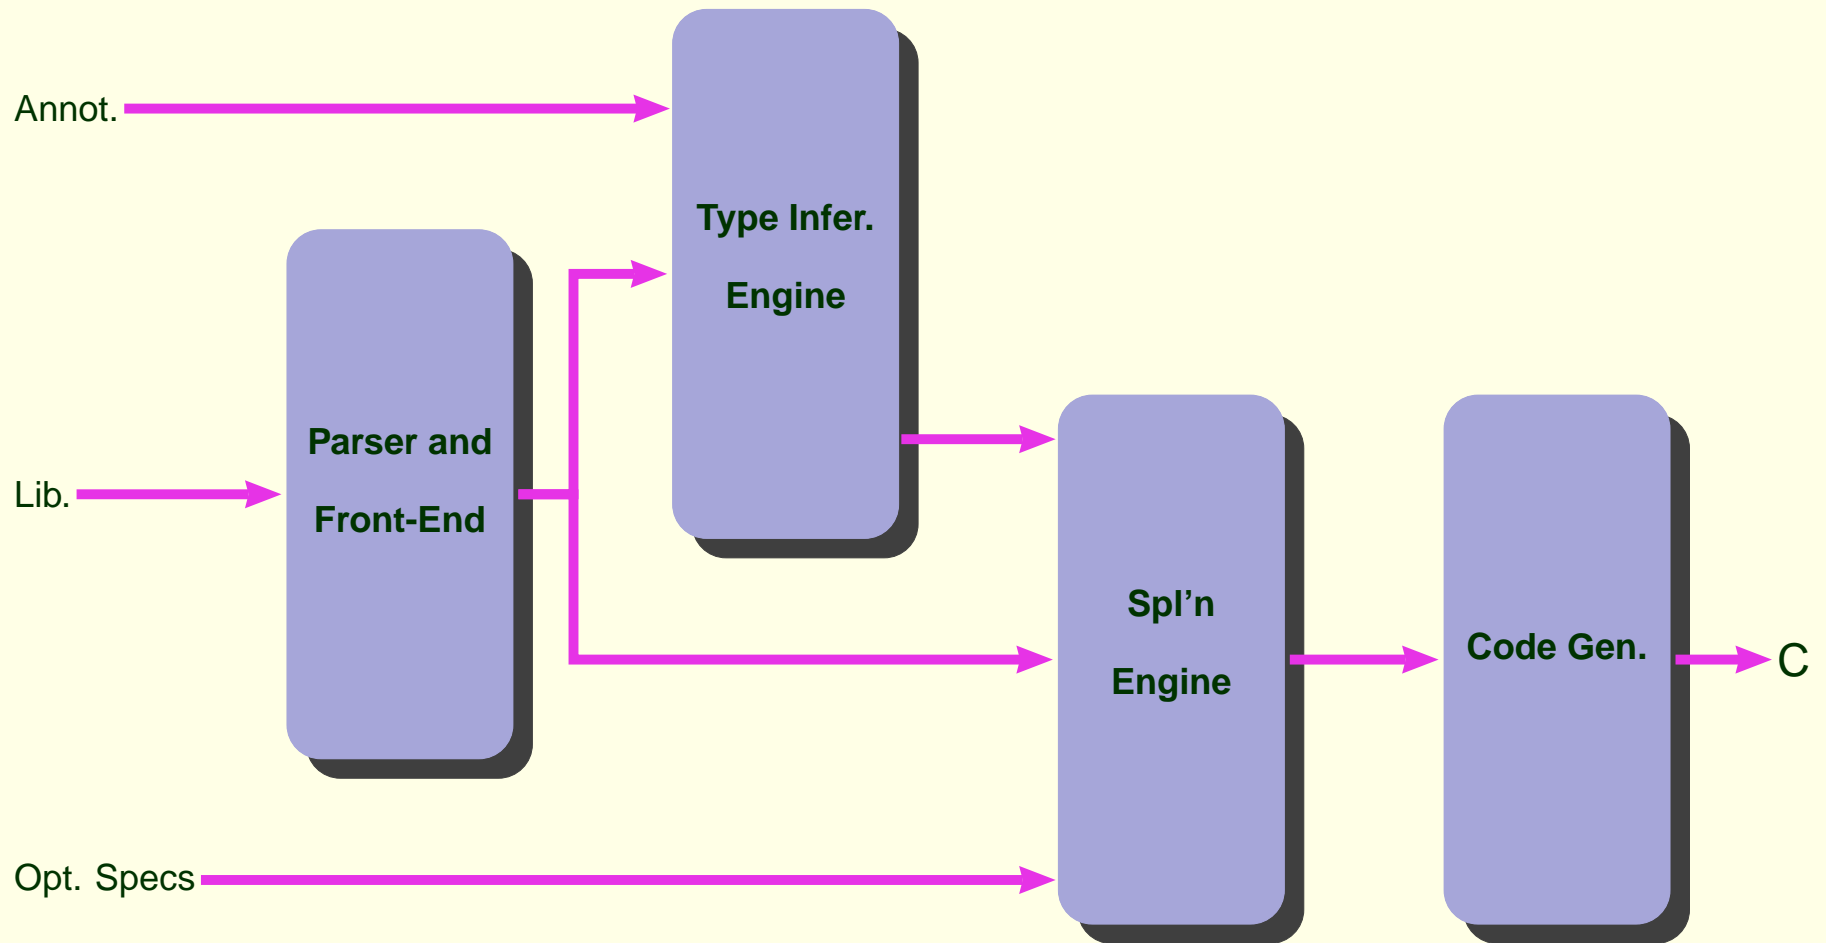 Annot.
Type Infer.
Engine
Parser and
Front-End
Lib.
Spl’n
Engine
Code Gen.
C
Opt. Specs